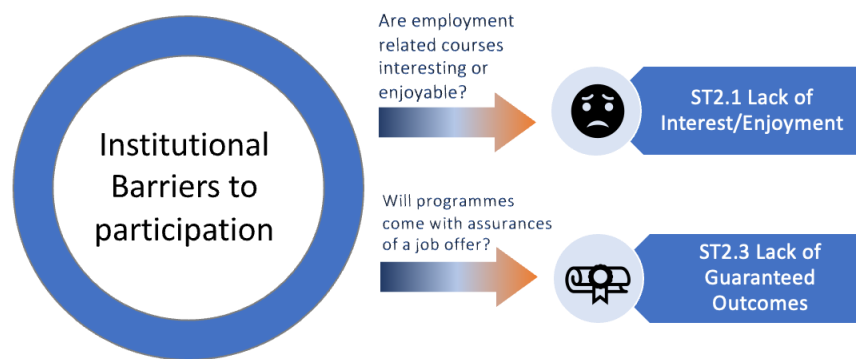 Institutional
Barriers to
participation
Are employment
related courses
interesting or
enjoyable?
ST2.1 Lack of
Interest/Enjoyment
Will programmes
come with assurances
of a job offer?
ST2.3 Lack of
Guaranteed
Outcomes